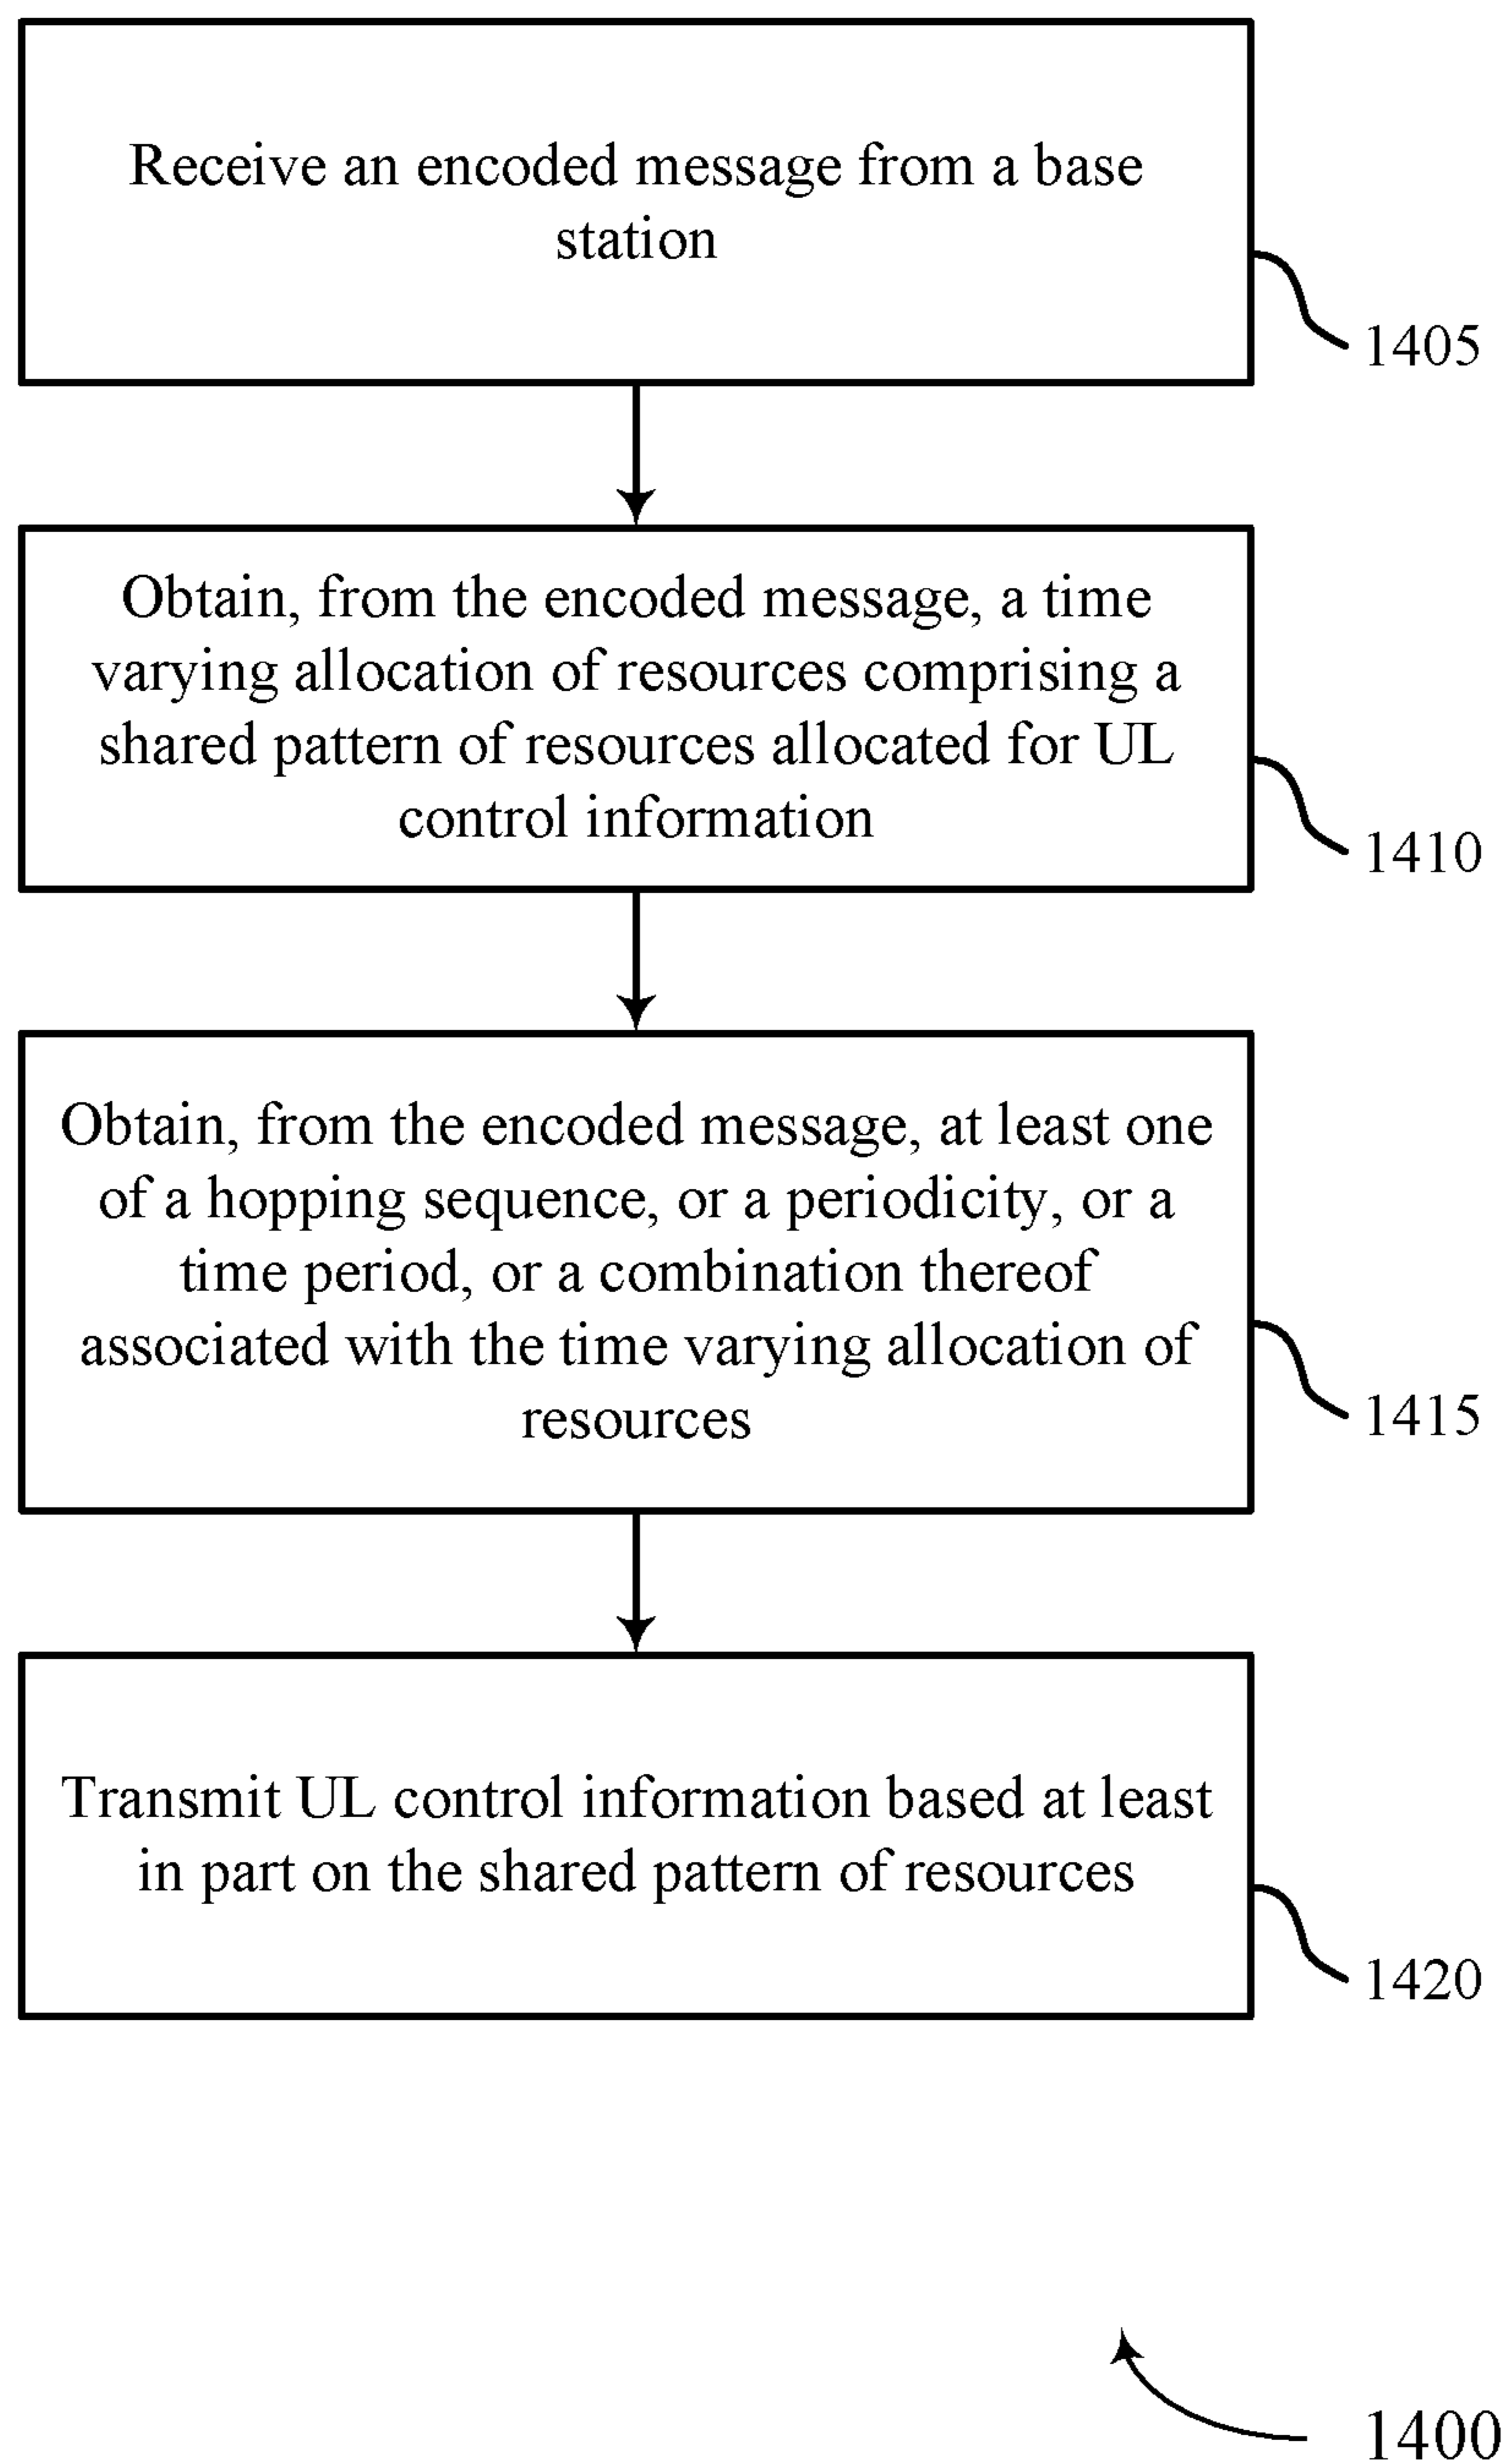 Receive an encoded message from a base
station
1405
Obtain, from the encoded message, a time
varying allocation of resources comprising a
shared pattern of resources allocated for UL
control information
1410
Obtain, from the encoded message, at least one
of a hopping sequence, or a periodicity, or a
time period, or a combination thereof
associated with the time varying allocation of
resources
1415
Transmit UL control information based at least
in part on the shared pattern of resources
1420
1400